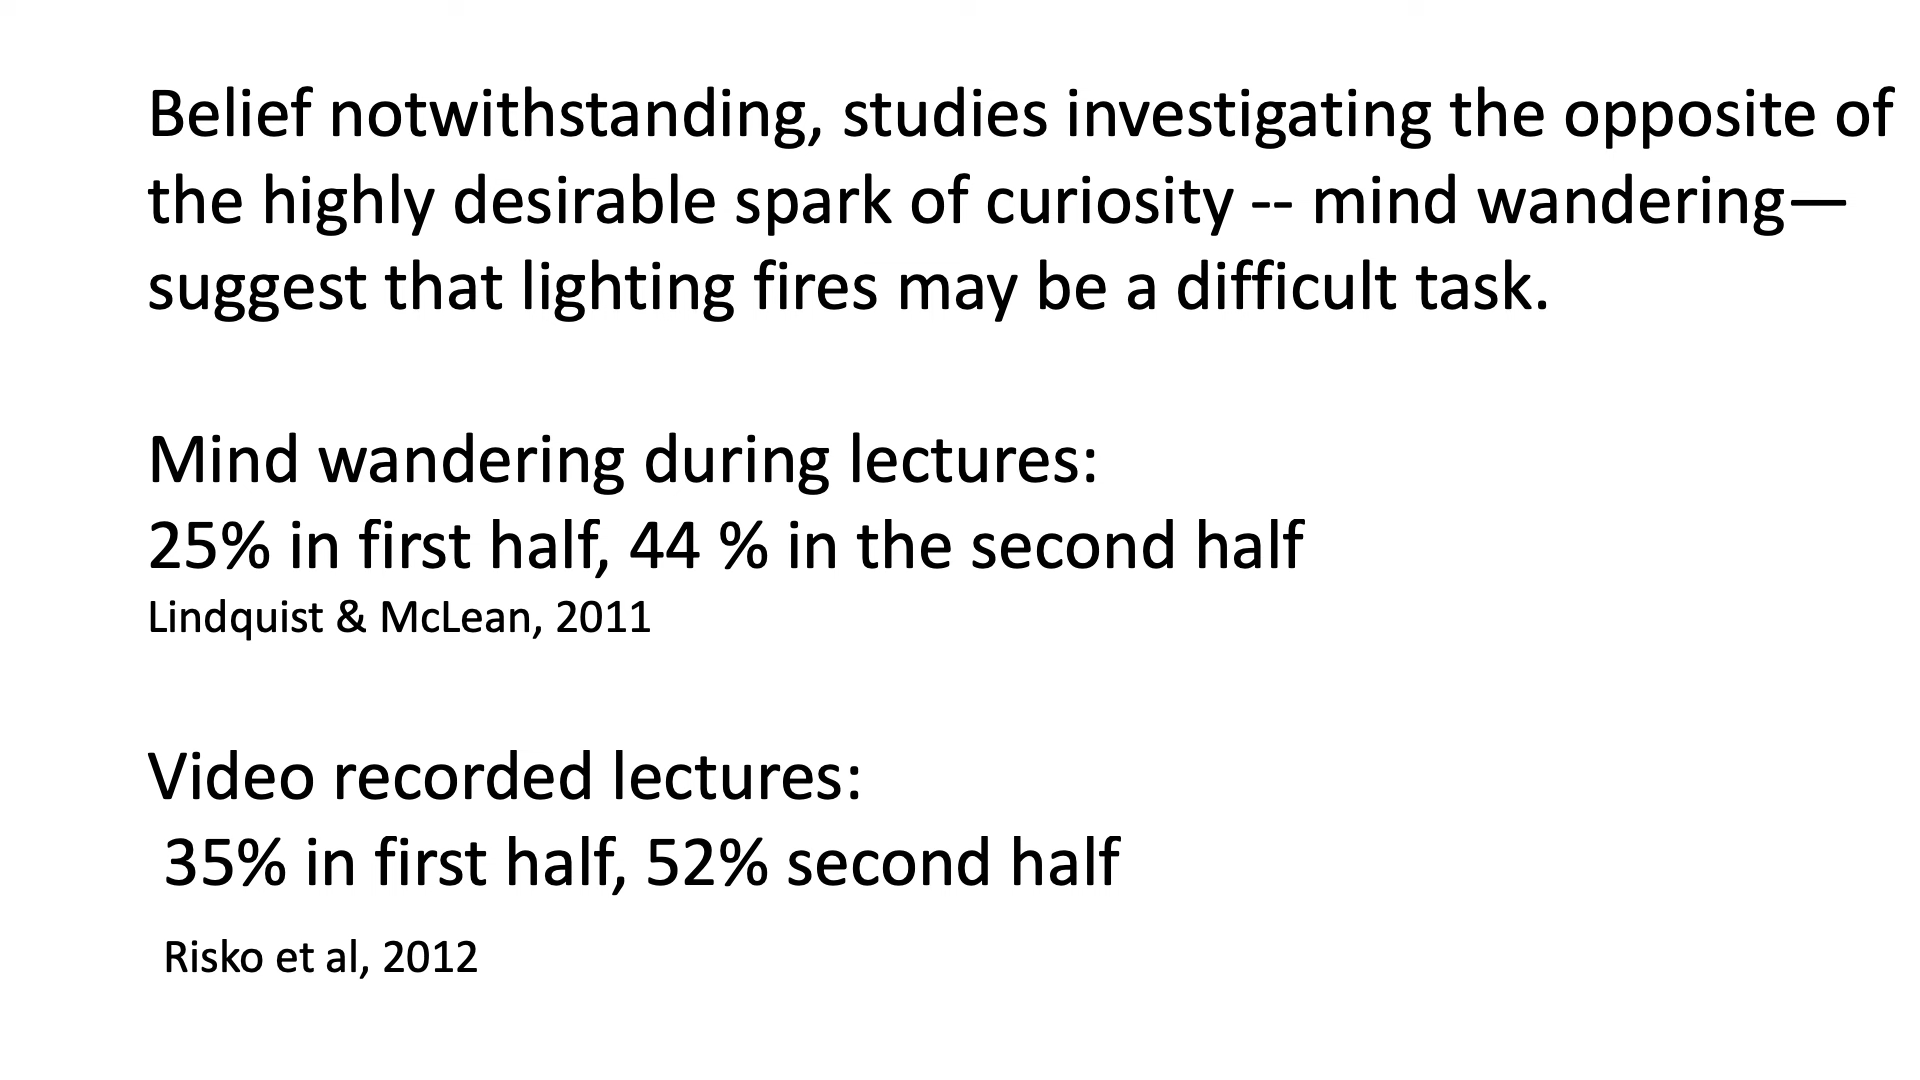 Belief notwithstanding, studies investigating the opposite of
the highly desirable spark of curiosity -- mind wandering—
suggest that lighting fires may be a difficult task.
Mind wandering during lectures:
25% in first half, 44 % in the second half
Lindquist & McLean, 2011
Video recorded lectures:
35% in first half, 52% second half
Risko et al, 2012